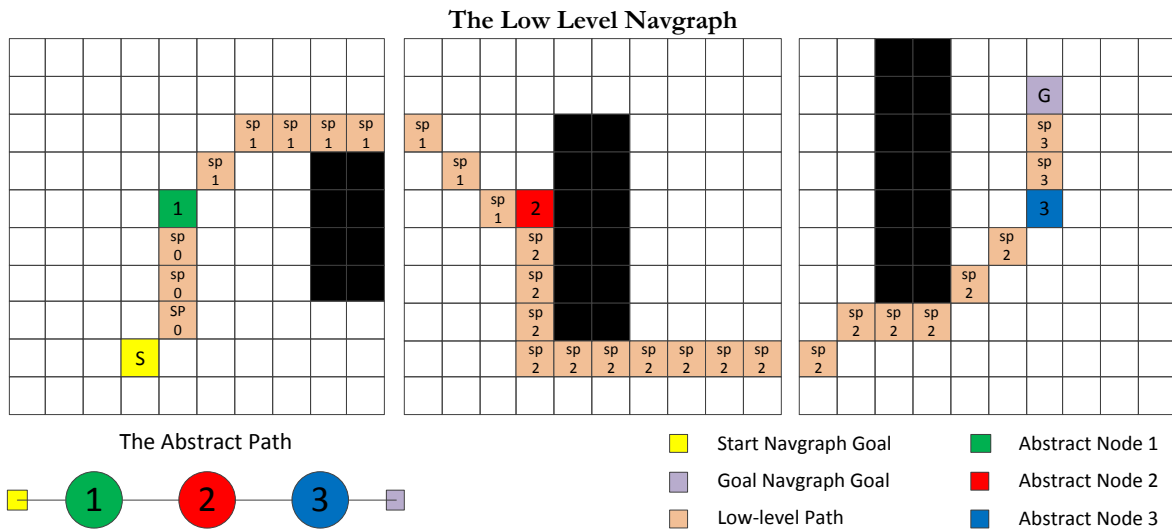 The Low Level Navgraph
G
sp sp sp sp sp sp
1 1 1 1 1 3
sp sp sp
1 1 3
1 sp 2 3
1
sp sp sp
0 2 2
sp sp sp
0 2 2
SP sp sp sp sp
0 2 2 2 2
S sp sp sp sp sp sp sp sp
2 2 2 2 2 2 2 2
The Abstract Path
1 2 3
Start Navgraph Goal
Goal Navgraph Goal
Low-level Path
Abstract Node 1
Abstract Node 2
Abstract Node 3